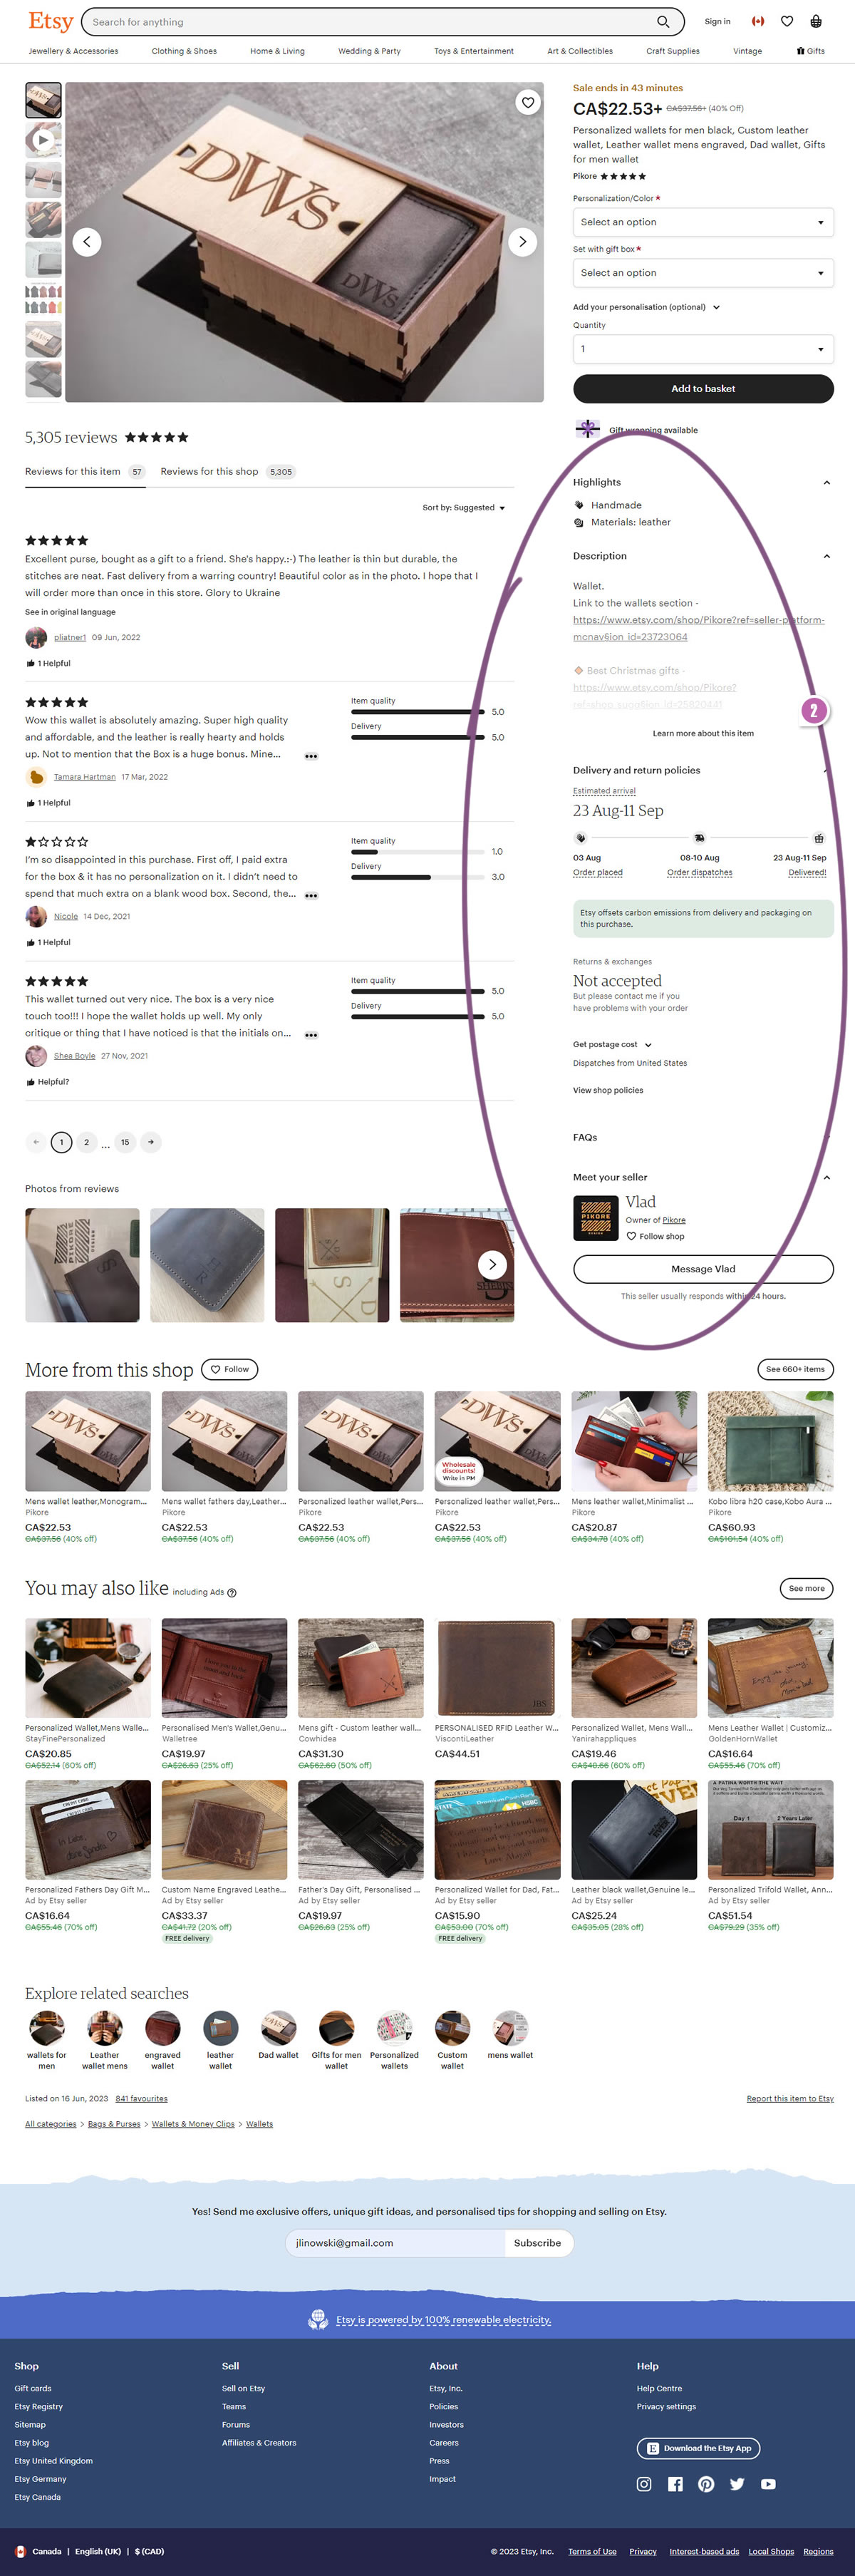 Etsy
Search for anything
Sign in
Jewellery & Accessories
Clothing & Shoes
Home & Living
Wedding & Party
Toys & Entertainment
Art & Collectibles
Craft Supplies
Vintage
Gifts
DWS
DWS
Sale ends in 43 minutes
CA$22.53+ CA$37.56+ (40% Off)
Personalized wallets for men black, Custom leather
wallet, Leather wallet mens engraved, Dad wallet, Gifts
for men wallet
Pikore ★★★★★
Personalization/Color *
Select an option
Set with gift box *
Select an option
Add your personalisation (optional)
Quantity
1
Add to basket
Gift wrapping available
5,305 reviews ★★★★★
Reviews for this item 57
Reviews for this shop 5,305
Sort by: Suggested
Excellent purse, bought as a gift to a friend. She's happy.:-) The leather is thin but durable, the
stitches are neat. Fast delivery from a warring country! Beautiful color as in the photo. I hope that I
will order more than once in this store. Glory to Ukraine
See in original language
pliatner1 09 Jun, 2022
1 Helpful
Wow this wallet is absolutely amazing. Super high quality
and affordable, and the leather is really hearty and holds
up. Not to mention that the Box is a huge bonus. Mine...
Item quality
5.0
Delivery
5.0
Tamara Hartman 17 Mar, 2022
1 Helpful
I'm so disappointed in this purchase. First off, I paid extra
for the box & it has no personalization on it. I didn't need to
spend that much extra on a blank wood box. Second, the...
Item quality
1.0
Delivery
3.0
Nicole 14 Dec, 2021
1 Helpful
This wallet turned out very nice. The box is a very nice
touch too!!! I hope the wallet holds up well. My only
critique or thing that I have noticed is that the initials on...
Item quality
5.0
Delivery
5.0
Shea Boyle 27 Nov, 2021
Helpful?
1
2
...
15
Photos from reviews
Highlights
Handmade
Materials: leather
Description
Wallet.
Link to the wallets section -
https://www.etsy.com/shop/Pikore?ref=seller-platform-
mcnav&section_id=23723064
Best Christmas gifts -
https://www.etsy.com/shop/Pikore?
Learn more about this item
2
Delivery and return policies
Estimated arrival
23 Aug-11 Sep
03 Aug
Order placed
08-10 Aug
Order dispatches
23 Aug-11 Sep
Delivered!
Etsy offsets carbon emissions from delivery and packaging on
this purchase.
Returns & exchanges
Not accepted
But please contact me if you
have problems with your order
Get postage cost
Dispatches from United States
View shop policies
FAQs
Meet your seller
PIKORE
Vlad
Owner of Pikore
Follow shop
Message Vlad
This seller usually responds within 24 hours.
More from this shop
Follow
See 660+ items
Mens wallet leather,Monogram...
Pikore
CA$22.53
CA$37.56 (40% off)
Mens wallet fathers day,Leather...
Pikore
CA$22.53
CA$37.56 (40% off)
Personalized leather wallet,Pers...
Pikore
CA$22.53
CA$37.56 (40% off)
Wholesale
discounts!
Write in PM
Personalized leather wallet,Pers...
Pikore
CA$22.53
CA$37.56 (40% off)
Mens leather wallet,Minimalist ...
Pikore
CA$20.87
CA$34.78 (40% off)
Kobo libra h20 case,Kobo Aura ...
Pikore
CA$60.93
CA$101.54 (40% off)
You may also like including Ads
See more
Personalized Wallet,Mens Walle...
StayFinePersonalized
CA$20.85
CA$52.14 (60% off)
Personalised Men's Wallet,Genu...
Walletree
CA$19.97
CA$26.63 (25% off)
Mens gift - Custom leather wall...
Cowhidea
CA$31.30
CA$62.60 (50% off)
JBS
PERSONALISED RFID Leather W...
ViscontiLeather
CA$44.51
Personalized Wallet, Mens Wall...
Yanirahappliques
CA$19.46
CA$48.66 (60% off)
Mens Leather Wallet | Customiz...
GoldenHornWallet
CA$16.64
CA$55.46 (70% off)
Personalized Fathers Day Gift M...
Ad by Etsy seller
CA$16.64
CA$55.46 (70% off)
Custom Name Engraved Leathe...
Ad by Etsy seller
CA$33.37
CA$41.72 (20% off)
FREE delivery
Father's Day Gift, Personalised ...
Ad by Etsy seller
CA$19.97
CA$26.63 (25% off)
Personalized Wallet for Dad, Fat...
Ad by Etsy seller
CA$15.90
CA$53.00 (70% off)
FREE delivery
Leather black wallet,Genuine le...
Ad by Etsy seller
CA$25.24
CA$35.05 (28% off)
A PATINA WORTH THE WAIT
Day 1
2 Years Later
Personalized Trifold Wallet, Ann...
Ad by Etsy seller
CA$51.54
CA$79.29 (35% off)
Explore related searches
wallets for
men
Leather
wallet mens
engraved
wallet
leather
wallet
Dad wallet
Gifts for men
wallet
Personalized
wallets
Custom
wallet
mens wallet
Listed on 16 Jun, 2023 841 favourites
Report this item to Etsy
All categories > Bags & Purses > Wallets & Money Clips > Wallets
Yes! Send me exclusive offers, unique gift ideas, and personalised tips for shopping and selling on Etsy.
jlinowski@gmail.com
Subscribe
Etsy is powered by 100% renewable electricity.
Shop
Gift cards
Etsy Registry
Sitemap
Etsy blog
Etsy United Kingdom
Etsy Germany
Etsy Canada
Sell
Sell on Etsy
Teams
Forums
Affiliates & Creators
About
Etsy, Inc.
Policies
Investors
Careers
Press
Impact
Help
Help Centre
Privacy settings
E Download the Etsy App
Canada | English (UK) | $ (CAD)
© 2023 Etsy, Inc. Terms of Use Privacy Interest-based ads Local Shops Regions